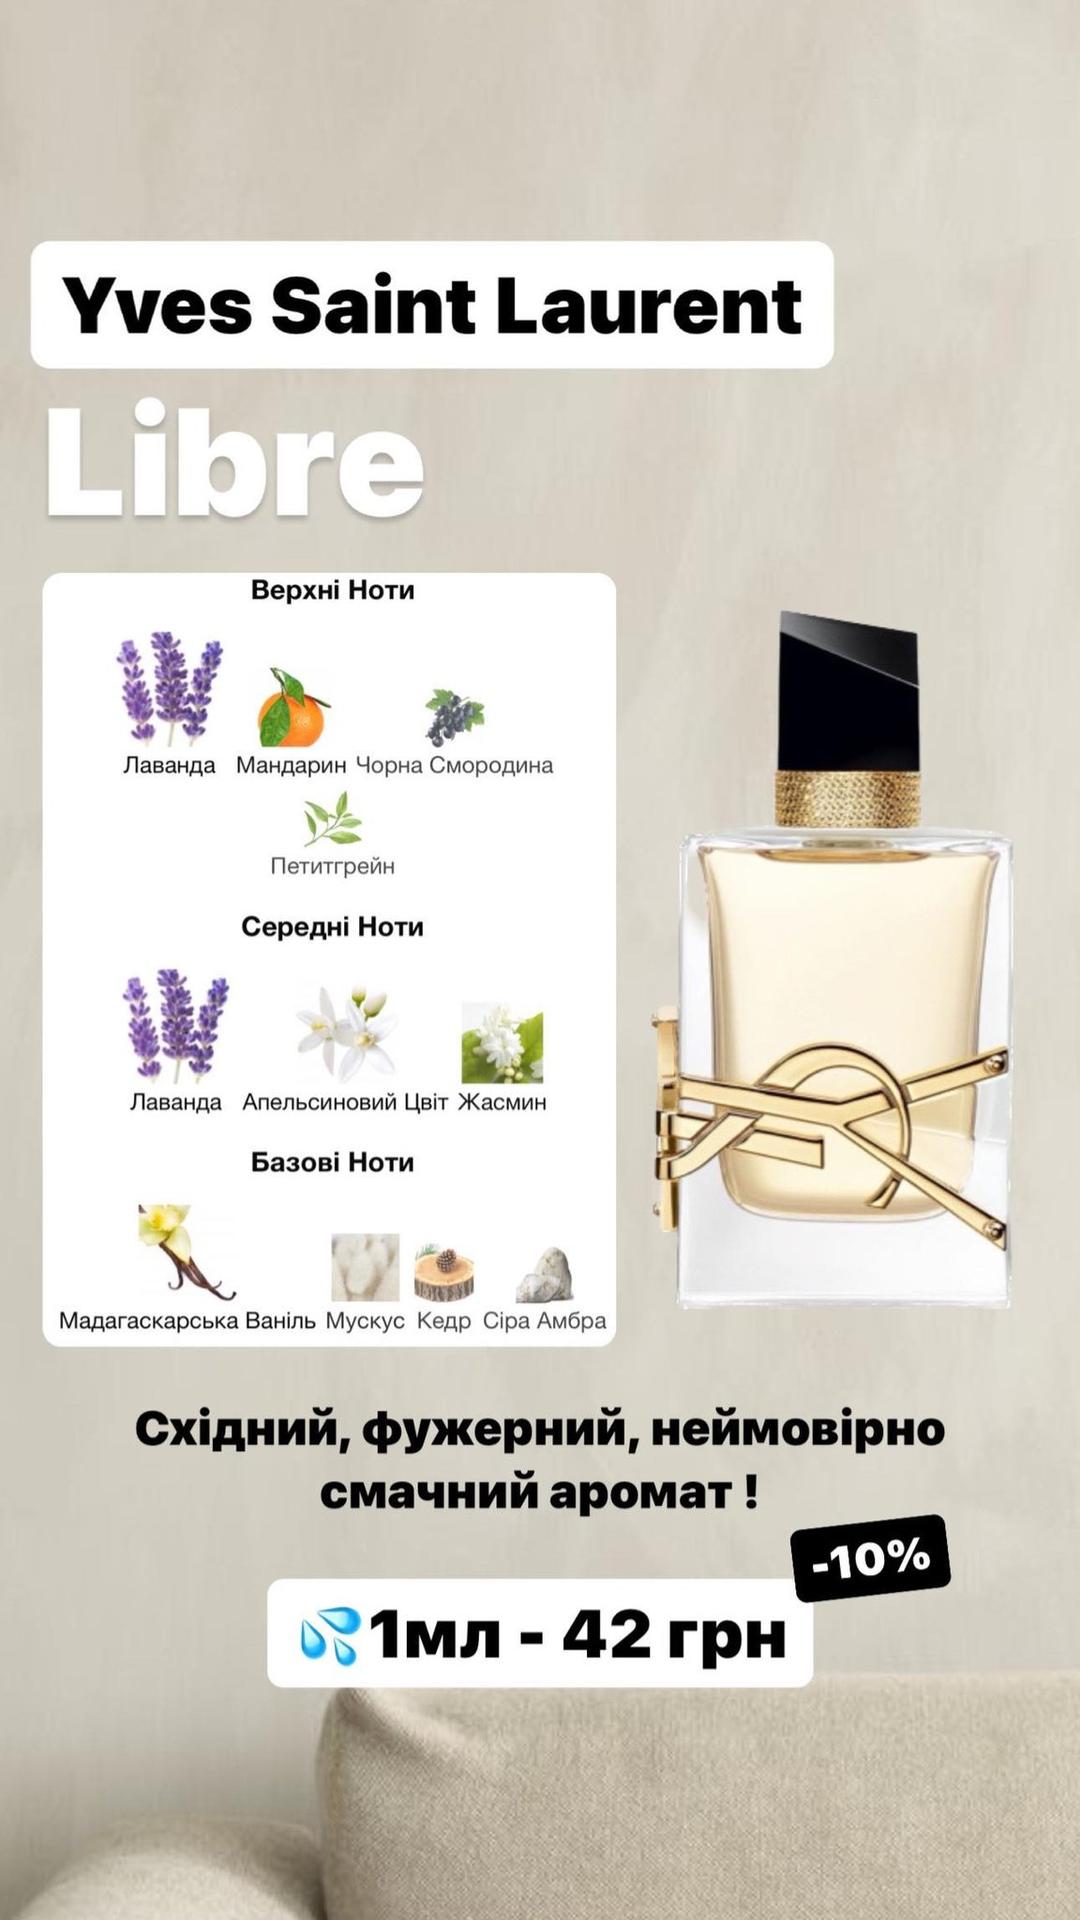 Yves Saint Laurent
Libre
Верхні Ноти
Лаванда Мандарин Чорна Смородина
Петитгрейн
Середні Ноти
Лаванда Апельсиновий Цвіт Жасмин
Базові Ноти
Мадагаскарська Ваніль Мускус Кедр Сіра Амбра
Східний, фужерний, неймовірно
смачний аромат !
-10%
💦1мл - 42 грн